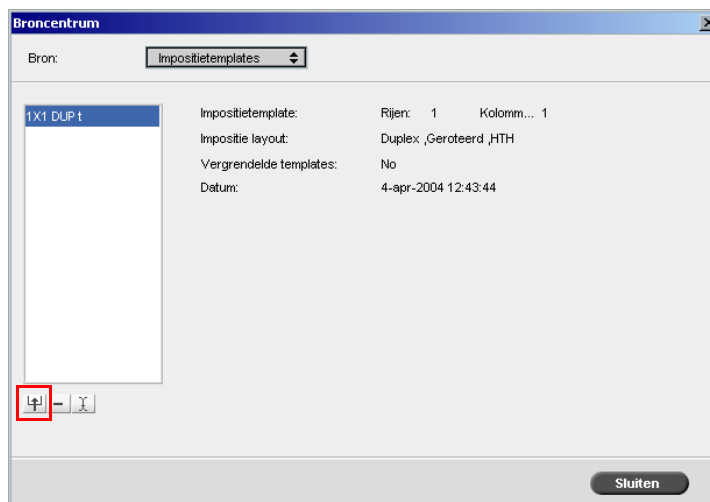 Broncentrum
Bron: Impositietemplates
1X1 DUP t
Impositietemplate: Rijen: 1 Kolomm... 1
Impositie layout: Duplex ,Geroteerd ,HTH
Vergrendelde templates: No
Datum: 4-apr-2004 12:43:44
Sluiten